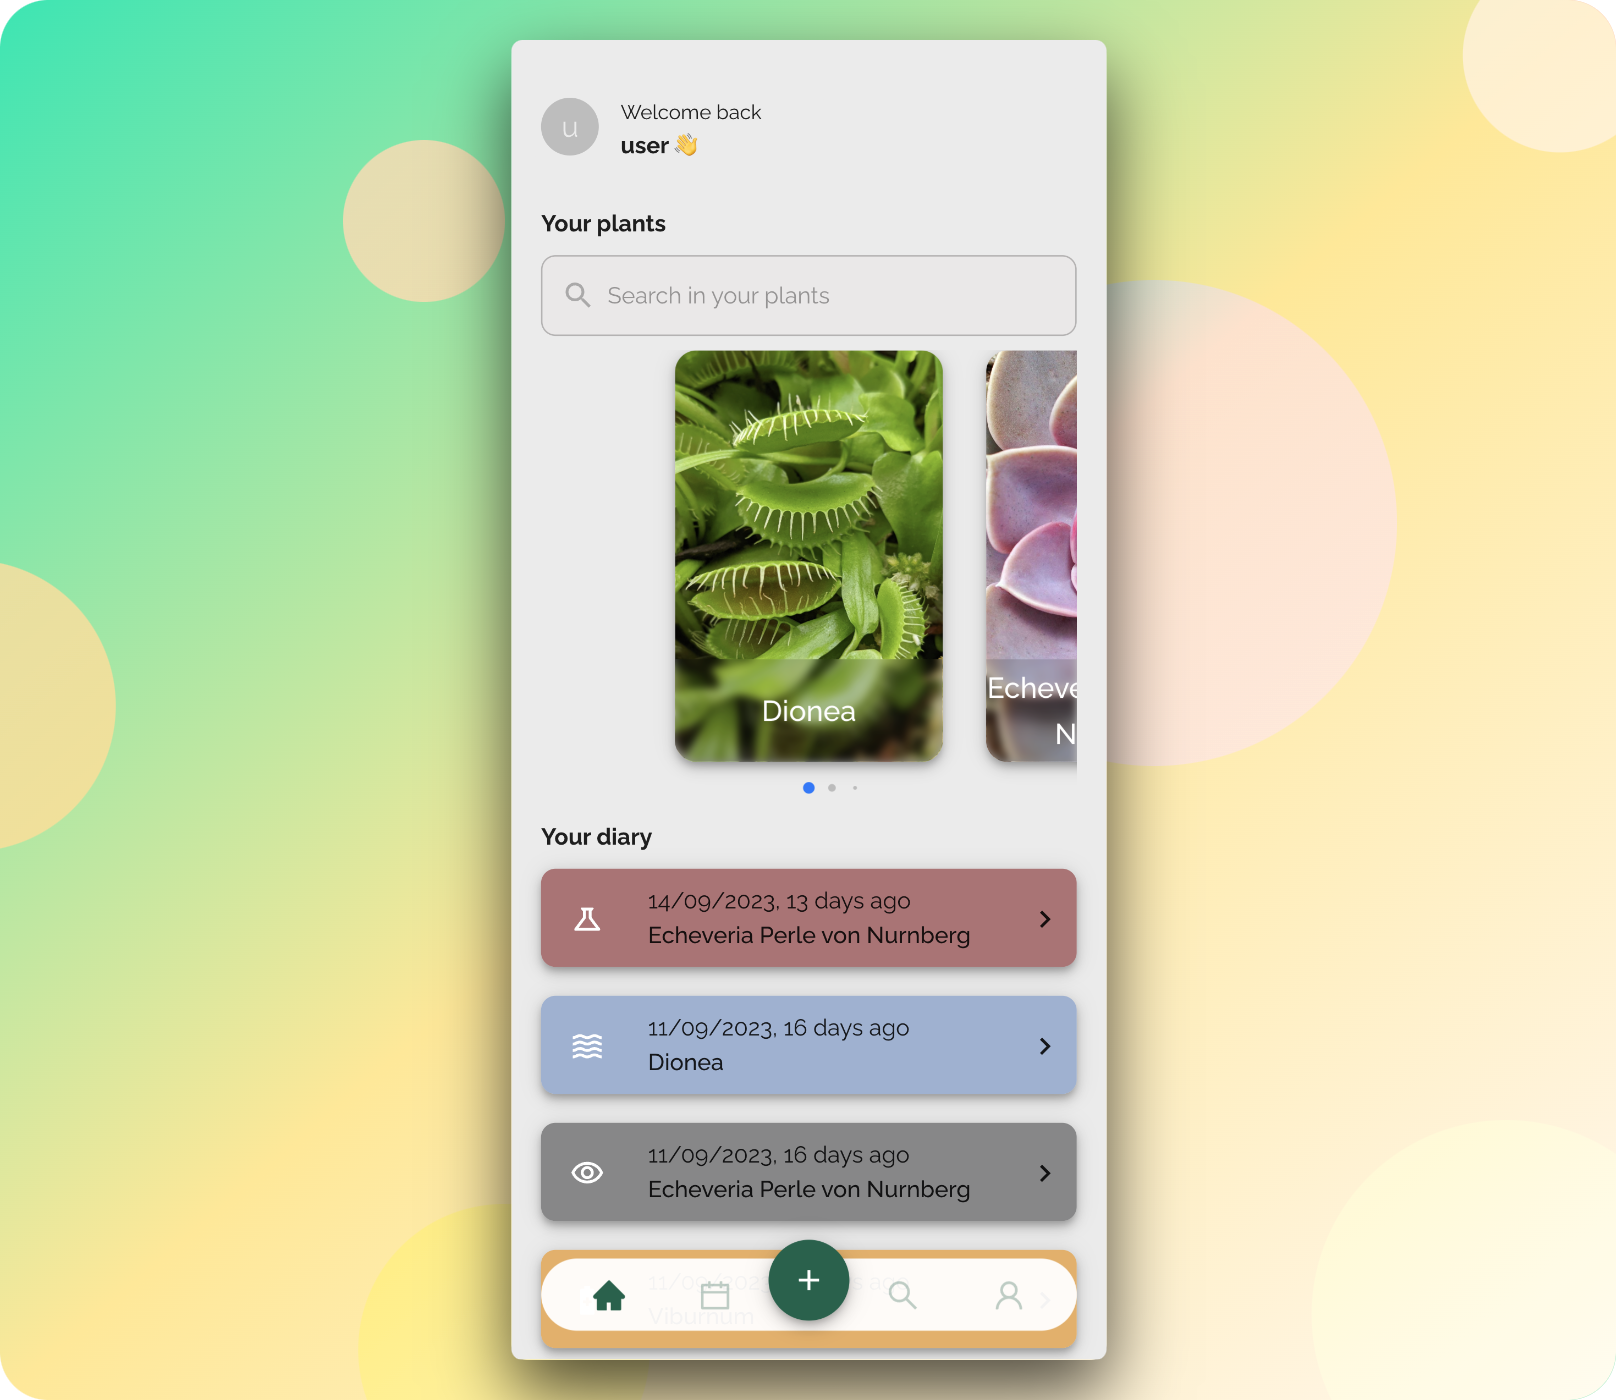 u
Welcome back
user 👋
Your plants
Search in your plants
Dionea
Echeve
N
Your diary
14/09/2023, 13 days ago
Echeveria Perle von Nurnberg
11/09/2023, 16 days ago
Dionea
11/09/2023, 16 days ago
Echeveria Perle von Nurnberg
11/09/2023 s ago
Viburnum